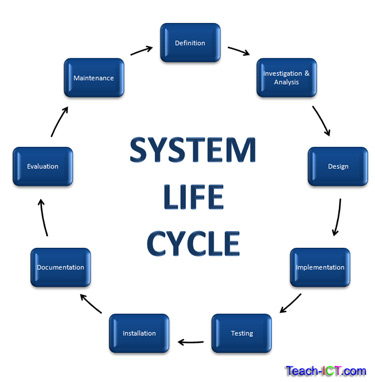 Definition
Investigation &
Analysis
Design
Implementation
Testing
Installation
Documentation
Evaluation
Maintenance
SYSTEM
LIFE
CYCLE
Teach-ICT.com